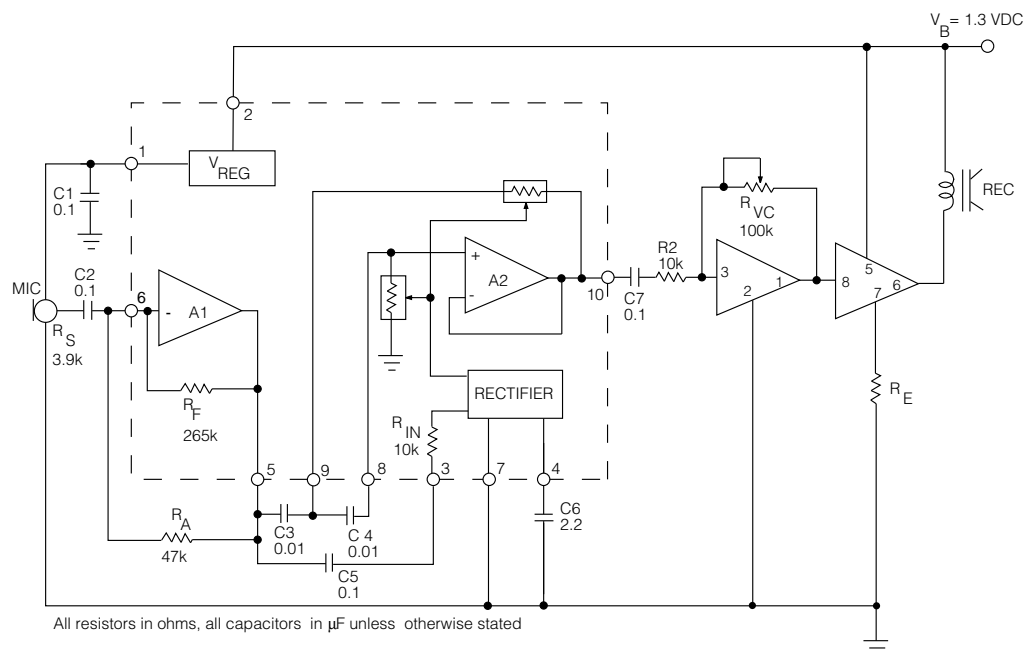 V_B = 1.3 VDC
2
1
V_REG
C1
0.1
REC
R_VC
100k
C2
0.1
MIC
6
-
A1
+
A2
-
R2
10k
3
1
2
8
5
6
7
10
C7
0.1
R_S
3.9k
R_F
265k
RECTIFIER
R_IN
10k
R_E
5
9
8
3
7
4
R_A
47k
C3
0.01
C 4
0.01
C5
0.1
C6
2.2
All resistors in ohms, all capacitors in µF unless otherwise stated